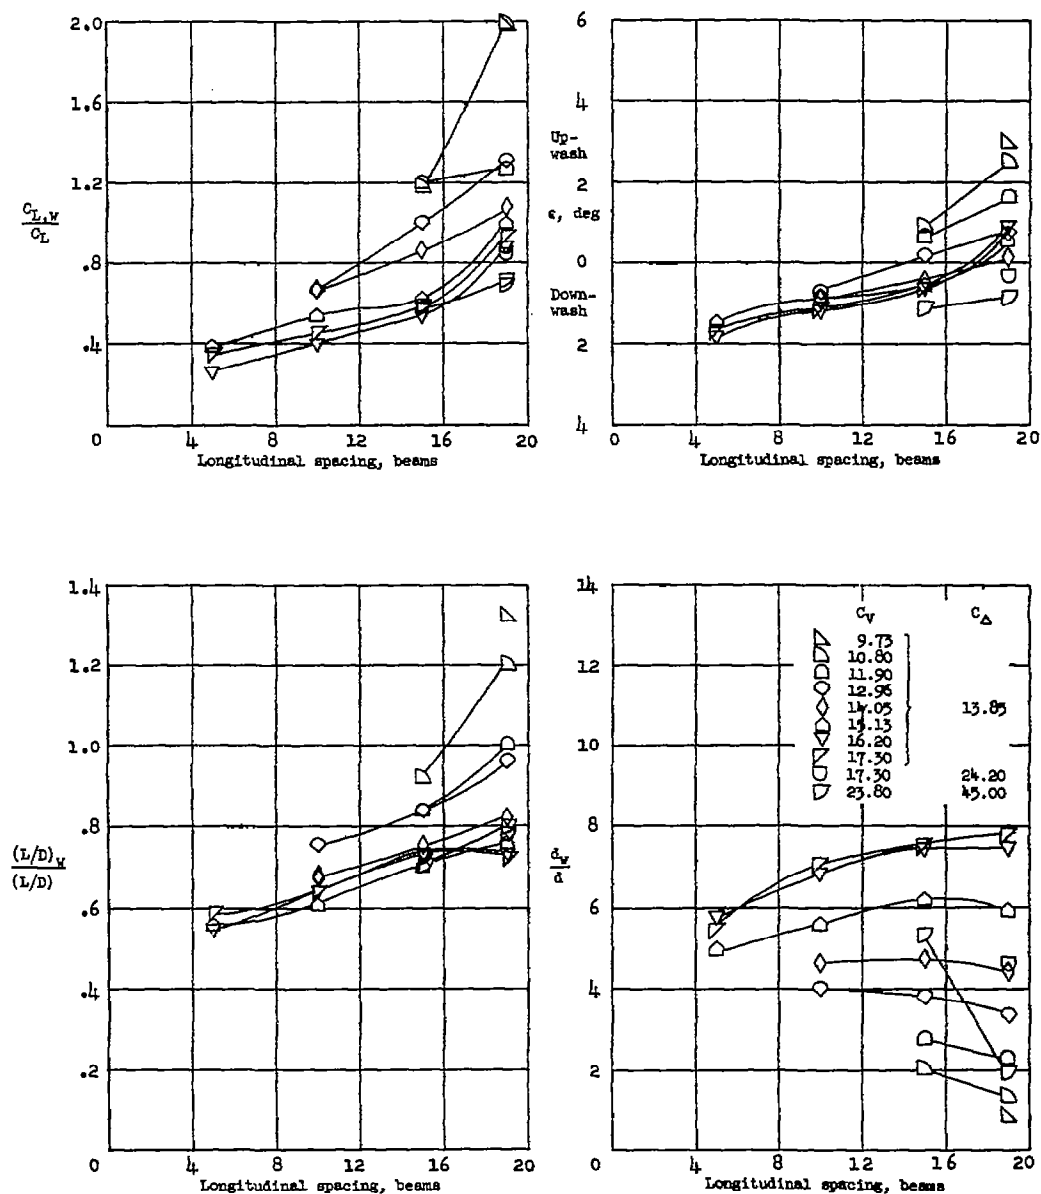 2.0
1.6
1.2
.8
.4
C_{L,W}
C_L
0 4 8 12 16 20
Longitudinal spacing, beams
6
4
Up-
wash
2
ϵ, deg
0
Down-
wash
2
4
0 4 8 12 16 20
Longitudinal spacing, beams
1.4
1.2
1.0
.8
.6
.4
.2
(L/D)_W
(L/D)
0 4 8 12 16 20
Longitudinal spacing, beams
14
12
10
8
6
4
2
d_W
d
C_V C_Δ
9.73
10.80
11.90
12.96
14.05 13.85
15.13
16.20
17.30
17.30 24.20
23.80 45.00
0 4 8 12 16 20
Longitudinal spacing, beams